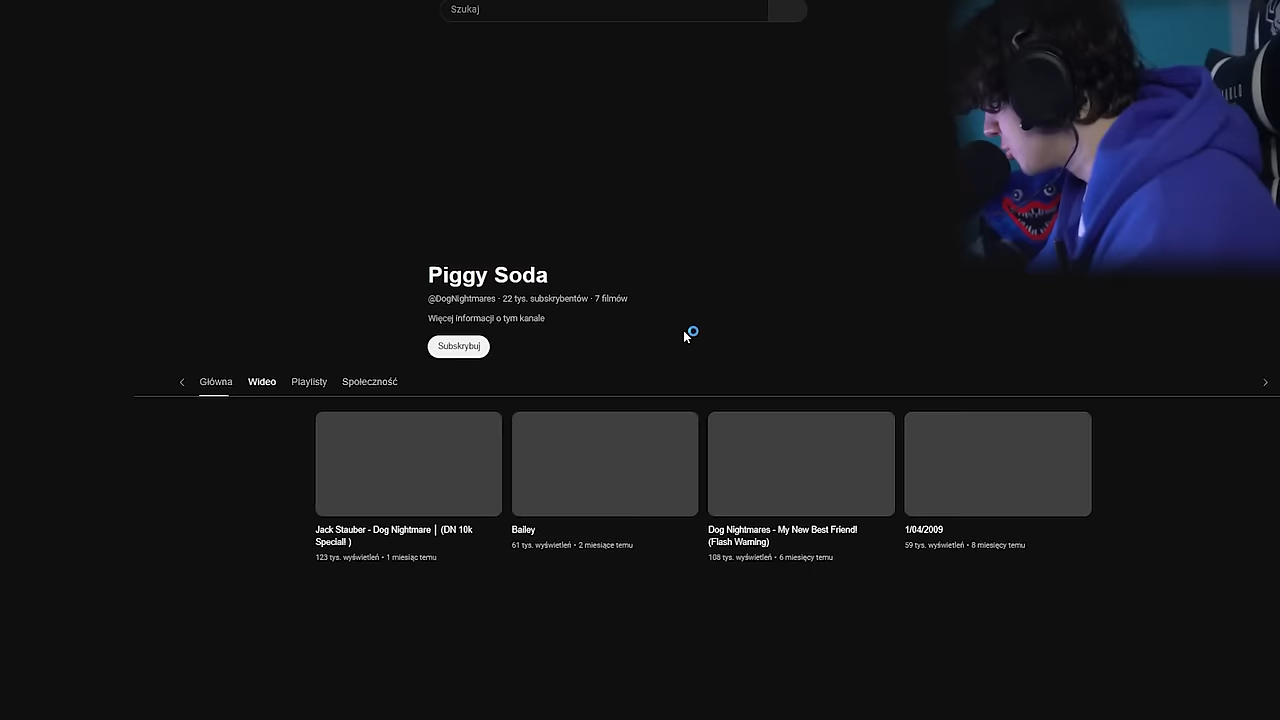 Szukaj
Piggy Soda
@DogNightmares · 22 tys. subskrybentów · 7 filmów
Więcej informacji o tym kanale
Subskrybuj
Główna Wideo Playlisty Społeczność
Jack Stauber - Dog Nightmare | (DN 10k
Special! )
123 tys. wyświetleń • 1 miesiąc temu
Bailey
61 tys. wyświetleń • 2 miesiące temu
Dog Nightmares - My New Best Friend!
(Flash Warning)
108 tys. wyświetleń • 6 miesięcy temu
1/04/2009
59 tys. wyświetleń • 8 miesięcy temu